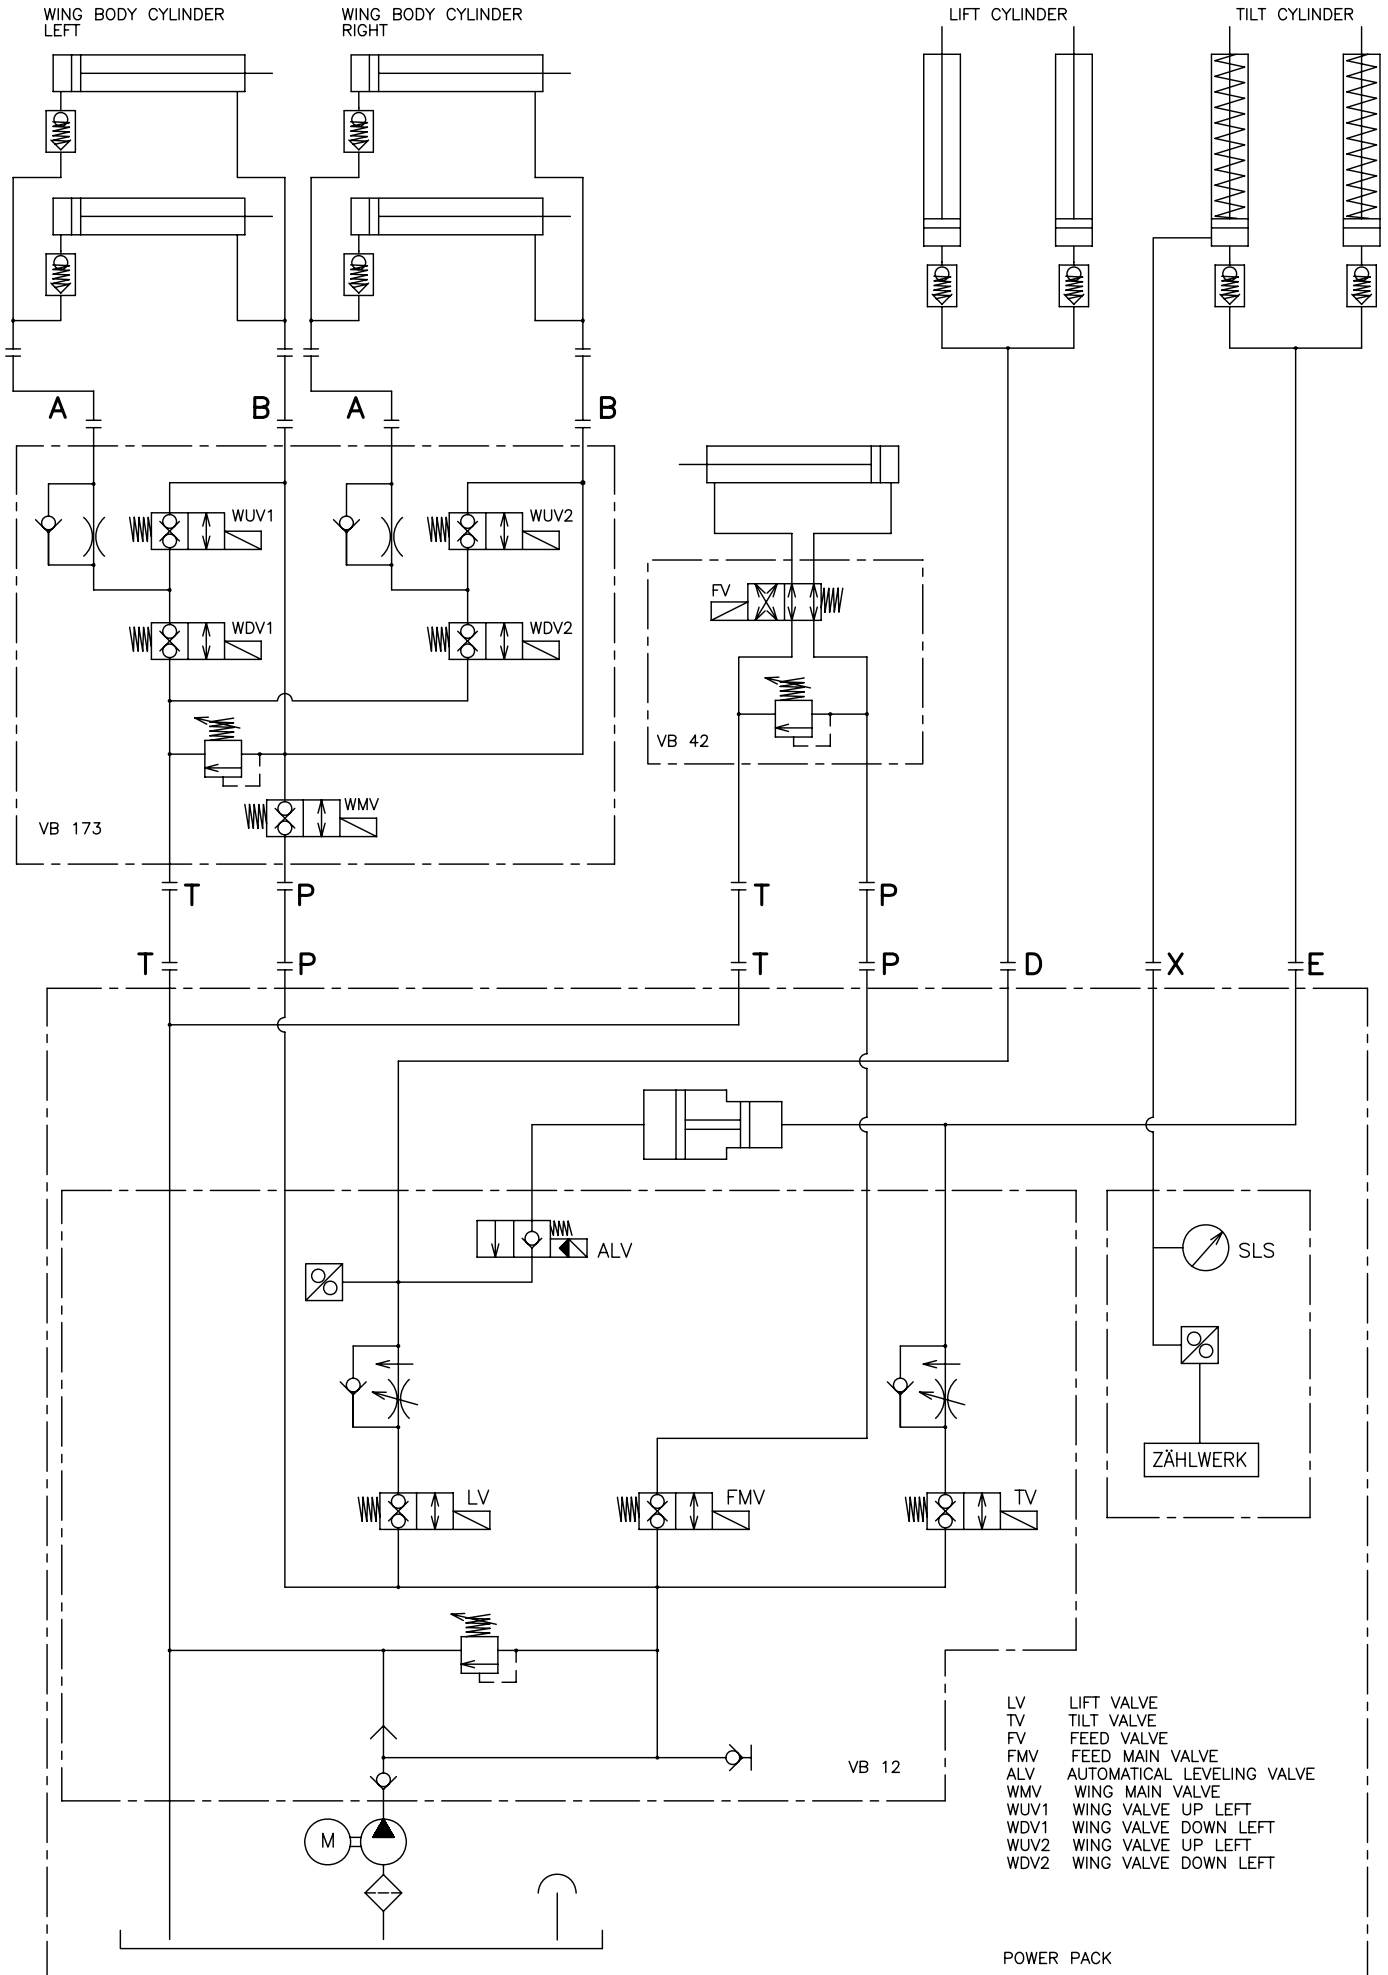 WING BODY CYLINDER
LEFT
WING BODY CYLINDER
RIGHT
LIFT CYLINDER
TILT CYLINDER
A
B
A
B
WUV1
WUV2
FV
WDV1
WDV2
VB 42
WMV
VB 173
T
P
T
P
T
P
T
P
D
X
E
ALV
SLS
ZÄHLWERK
LV
FMV
TV
LV LIFT VALVE
TV TILT VALVE
FV FEED VALVE
FMV FEED MAIN VALVE
ALV AUTOMATICAL LEVELING VALVE
WMV WING MAIN VALVE
WUV1 WING VALVE UP LEFT
WDV1 WING VALVE DOWN LEFT
WUV2 WING VALVE UP LEFT
WDV2 WING VALVE DOWN LEFT
VB 12
M
POWER PACK